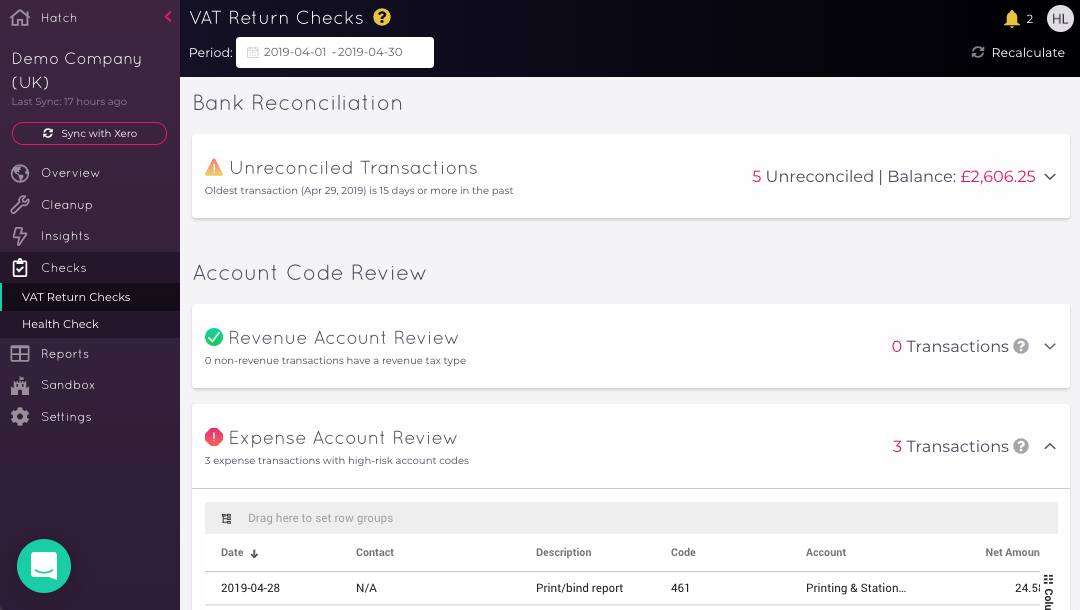 Hatch
Demo Company
(UK)
Last Sync: 17 hours ago
Sync with Xero
Overview
Cleanup
Insights
Checks
VAT Return Checks
Health Check
Reports
Sandbox
Settings
VAT Return Checks ?
2 HL
Period: 2019-04-01 - 2019-04-30
Recalculate
Bank Reconciliation
Unreconciled Transactions
Oldest transaction (Apr 29, 2019) is 15 days or more in the past
5 Unreconciled | Balance: £2,606.25
Account Code Review
Revenue Account Review
0 non-revenue transactions have a revenue tax type
0 Transactions ?
Expense Account Review
3 expense transactions with high-risk account codes
3 Transactions ?
Drag here to set row groups
Date Contact Description Code Account Net Amoun
2019-04-28 N/A Print/bind report 461 Printing & Station...
Colu